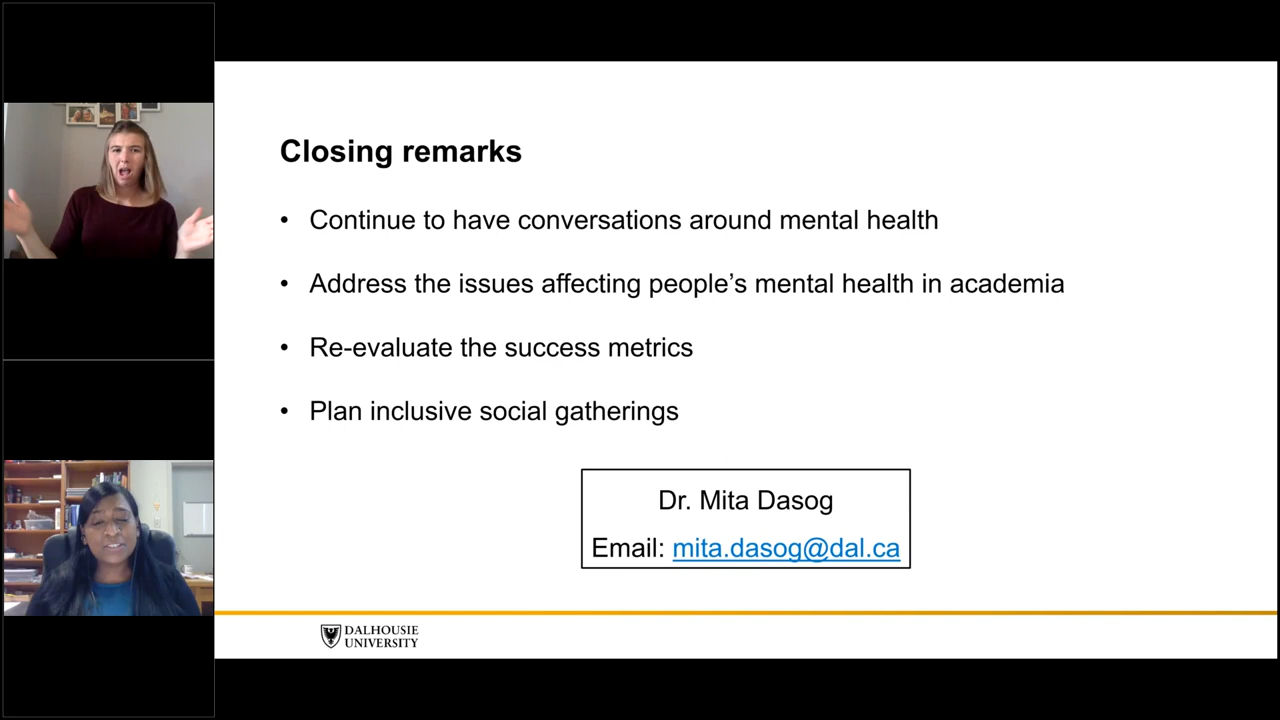 Closing remarks
• Continue to have conversations around mental health
• Address the issues affecting people’s mental health in academia
• Re-evaluate the success metrics
• Plan inclusive social gatherings
Dr. Mita Dasog
Email: mita.dasog@dal.ca
DALHOUSIE
UNIVERSITY